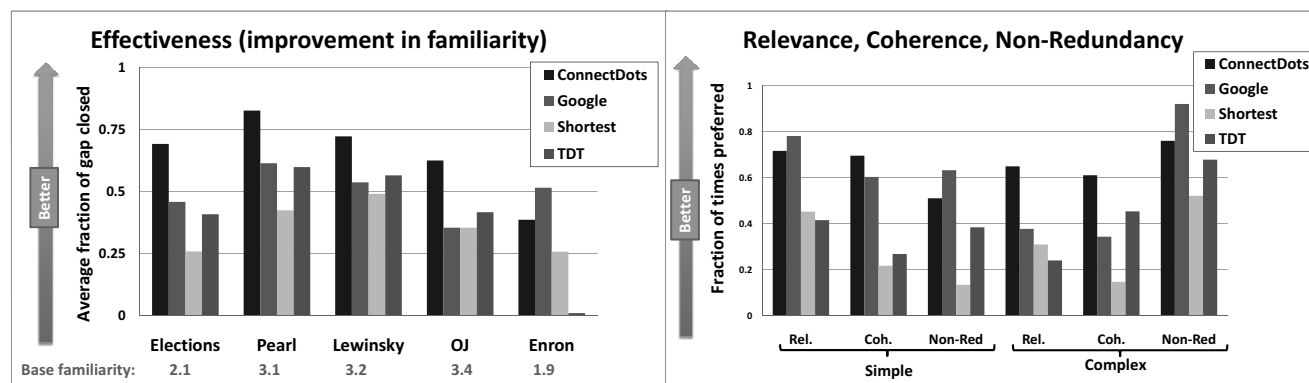 Effectiveness (improvement in familiarity)
Better
Average fraction of gap closed
1
0.75
0.5
0.25
0
ConnectDots
Google
Shortest
TDT
Elections Pearl Lewinsky OJ Enron
Base familiarity: 2.1 3.1 3.2 3.4 1.9
Relevance, Coherence, Non-Redundancy
Better
Fraction of times preferred
1
0.8
0.6
0.4
0.2
0
ConnectDots
Google
Shortest
TDT
Rel. Coh. Non-Red Rel. Coh. Non-Red
Simple Complex